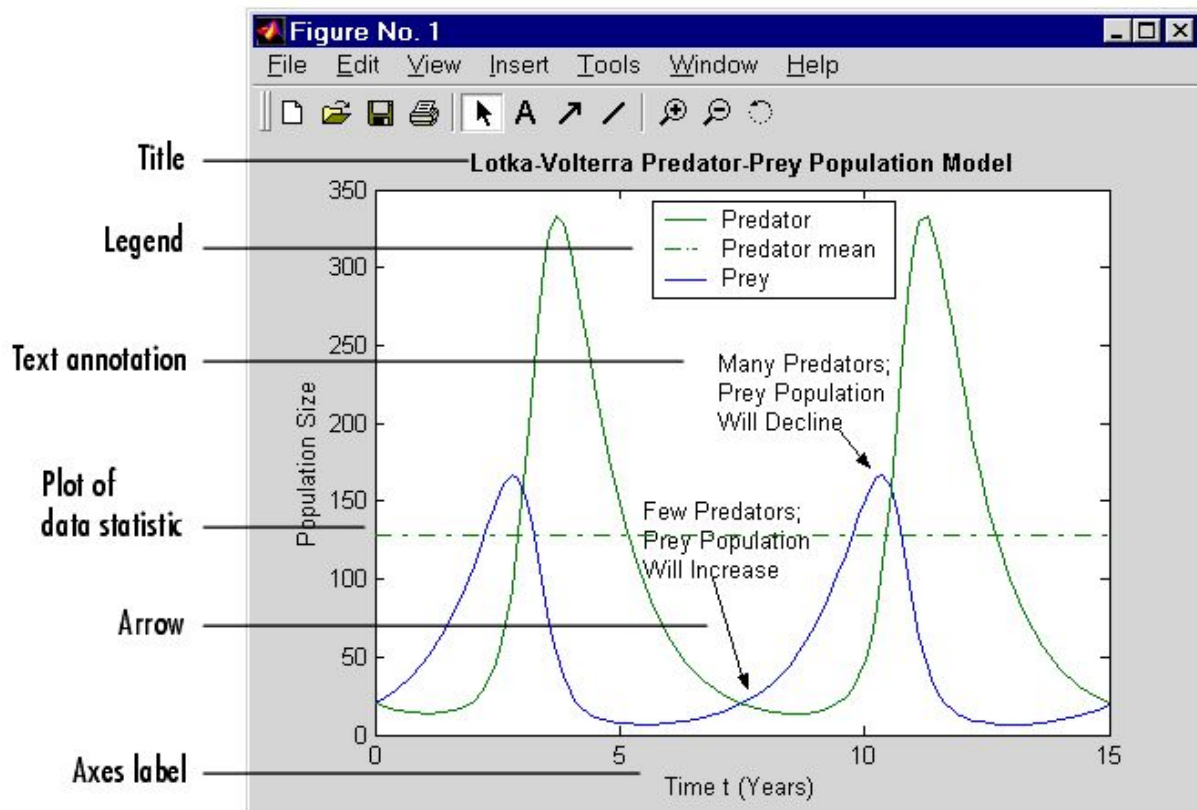 Figure No. 1
File Edit View Insert Tools Window Help
A
Title
Lotka-Volterra Predator-Prey Population Model
Legend
Predator
Predator mean
Prey
Text annotation
Many Predators;
Prey Population
Will Decline
Population Size
Plot of
data statistic
Few Predators;
Prey Population
Will Increase
Arrow
350
300
250
200
150
100
50
0
0 5 10 15
Axes label
Time t (Years)